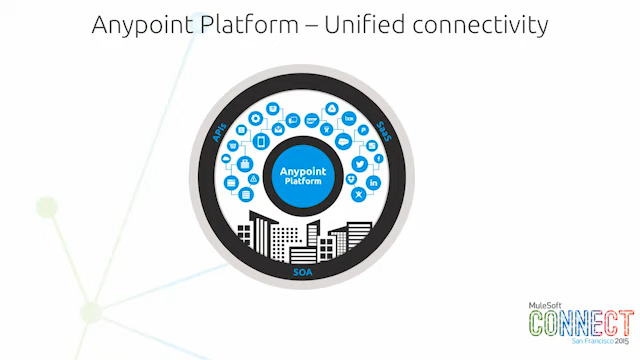 Anypoint Platform – Unified connectivity
APIs
SaaS
Anypoint
Platform
SOA
MuleSoft
CONNECT
San Francisco 2015